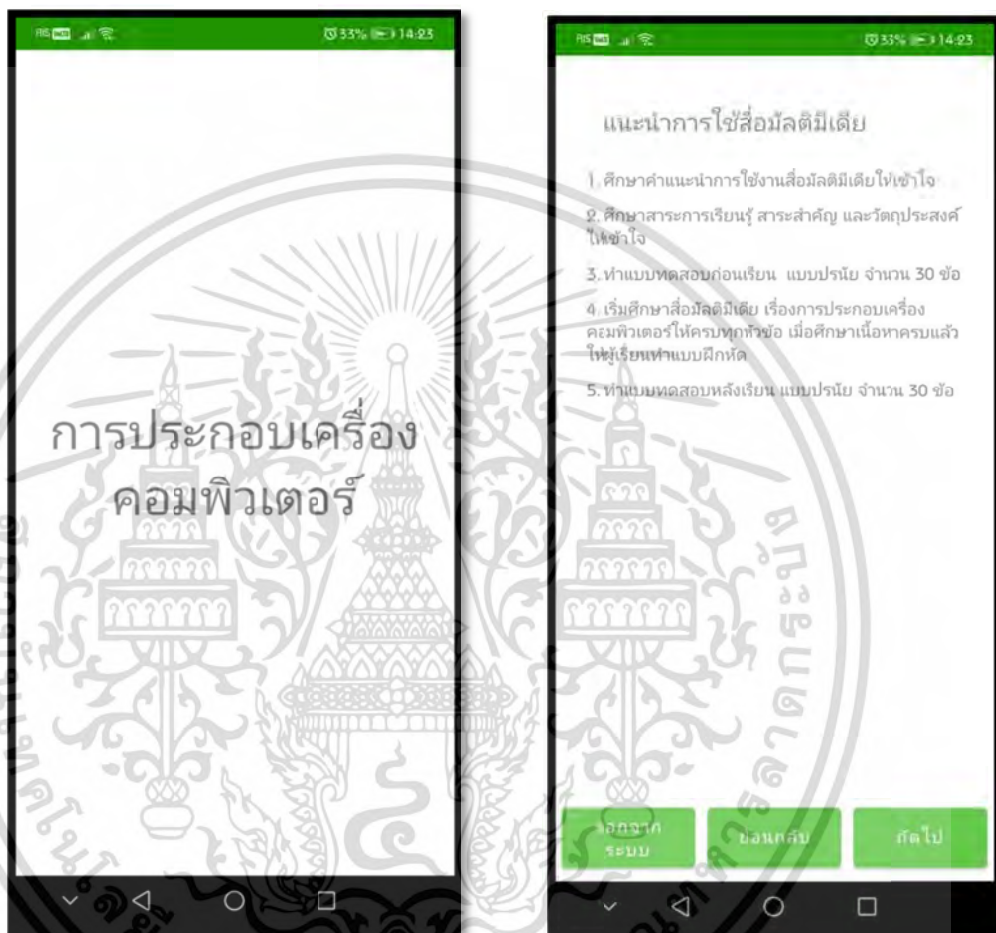 AIS 33% 14:23
การประกอบเครื่อง
คอมพิวเตอร์
AIS 33% 14:23
แนะนำการใช้สื่อมัลติมีเดีย
1. ศึกษาคำแนะนำการใช้งานสื่อมัลติมีเดียให้เข้าใจ
2. ศึกษาสาระการเรียนรู้ สาระสำคัญ และวัตถุประสงค์
ให้เข้าใจ
3. ทำแบบทดสอบก่อนเรียน แบบปรนัย จำนวน 30 ข้อ
4. เริ่มศึกษาสื่อมัลติมีเดีย เรื่องการประกอบเครื่อง
คอมพิวเตอร์ให้ครบทุกหัวข้อ เมื่อศึกษาเนื้อหาครบแล้ว
ให้ผู้เรียนทำแบบฝึกหัด
5. ทำแบบทดสอบหลังเรียน แบบปรนัย จำนวน 30 ข้อ
ออกจาก
ระบบ
ย้อนกลับ
ถัดไป